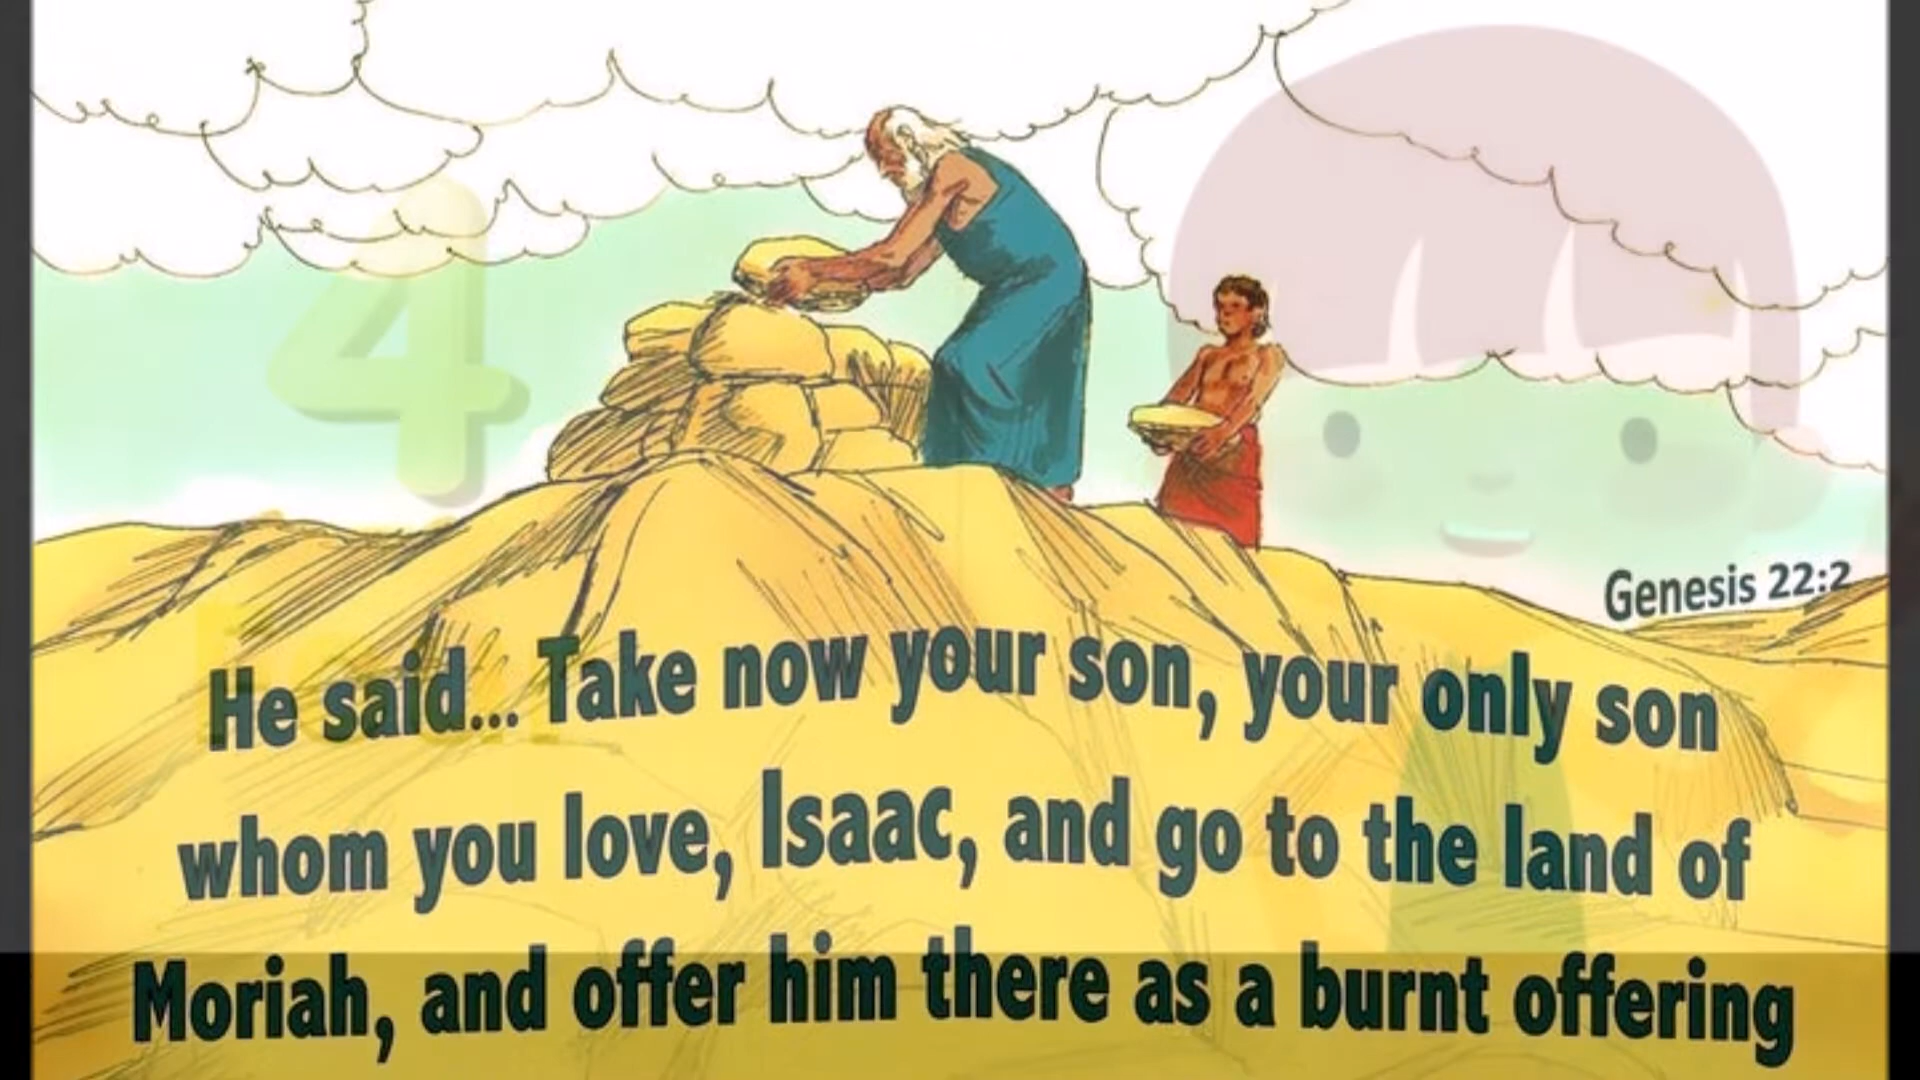 4
Genesis 22:2
He said... Take now your son, your only son
whom you love, Isaac, and go to the land of
Moriah, and offer him there as a burnt offering